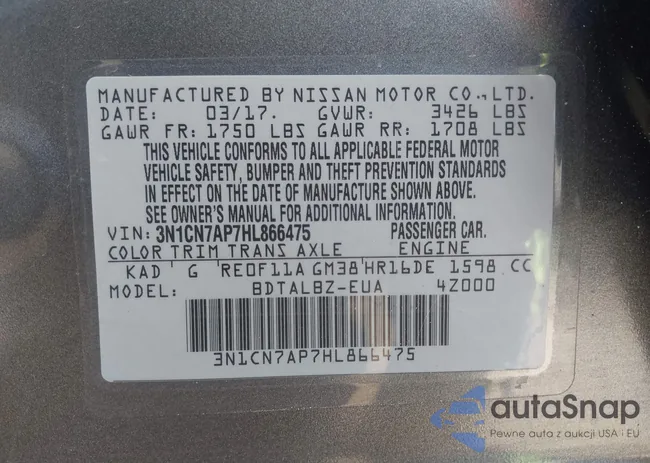 MANUFACTURED BY NISSAN MOTOR CO.,LTD.
DATE: 03/17. GVWR: 3426 LBS
GAWR FR: 1750 LBS GAWR RR: 1708 LBS
THIS VEHICLE CONFORMS TO ALL APPLICABLE FEDERAL MOTOR
VEHICLE SAFETY, BUMPER AND THEFT PREVENTION STANDARDS
IN EFFECT ON THE DATE OF MANUFACTURE SHOWN ABOVE.
SEE OWNER'S MANUAL FOR ADDITIONAL INFORMATION.
VIN: 3N1CN7AP7HL866475 PASSENGER CAR.
COLOR TRIM TRANS AXLE ENGINE
KAD G RE0F11A GM38 HR16DE 1598 CC
MODEL: BDTALBZ-EUA 4Z000
3N1CN7AP7HL866475
autaSnap
Pewne auta z aukcji USA i EU